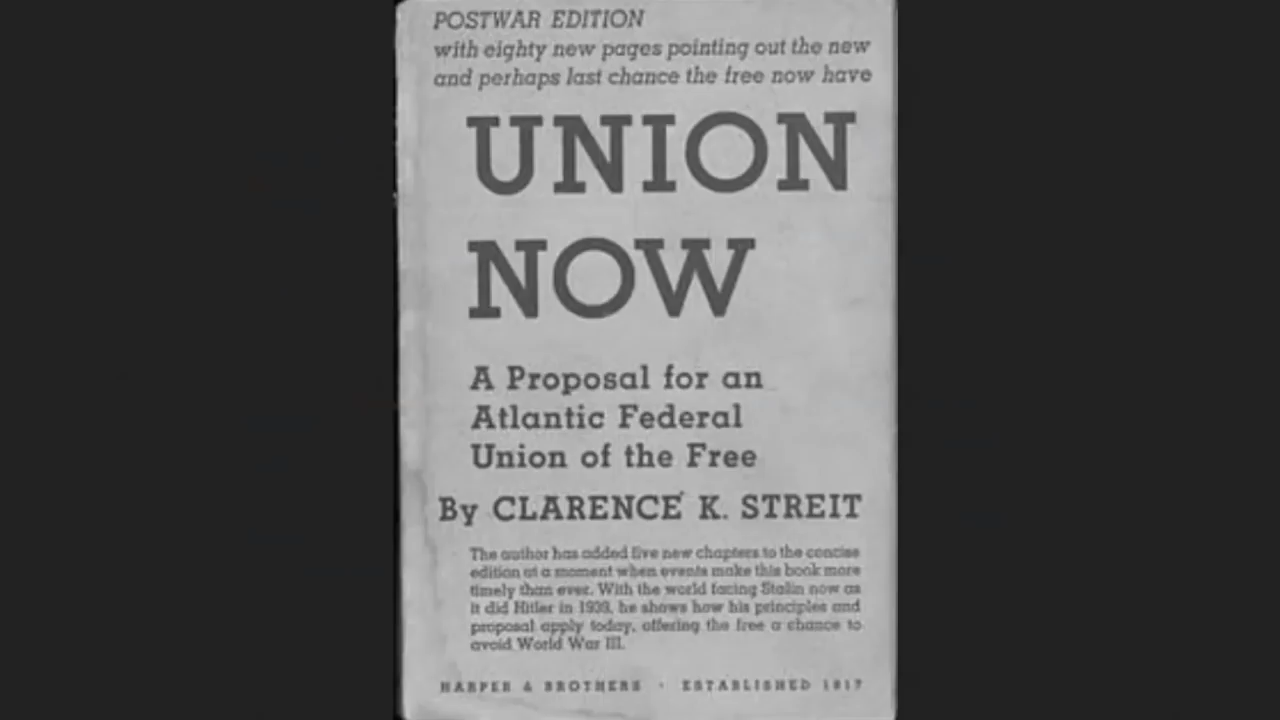 POSTWAR EDITION
with eighty new pages pointing out the new
and perhaps last chance the free now have
UNION
NOW
A Proposal for an
Atlantic Federal
Union of the Free
By CLARENCE K. STREIT
The author has added five new chapters to the concise
edition at a moment when events make this book more
timely than ever. With the world facing Stalin now as
it did Hitler in 1939, he shows how his principles and
proposal apply today, offering the free a chance to
avoid World War III.
HARPER & BROTHERS · ESTABLISHED 1817